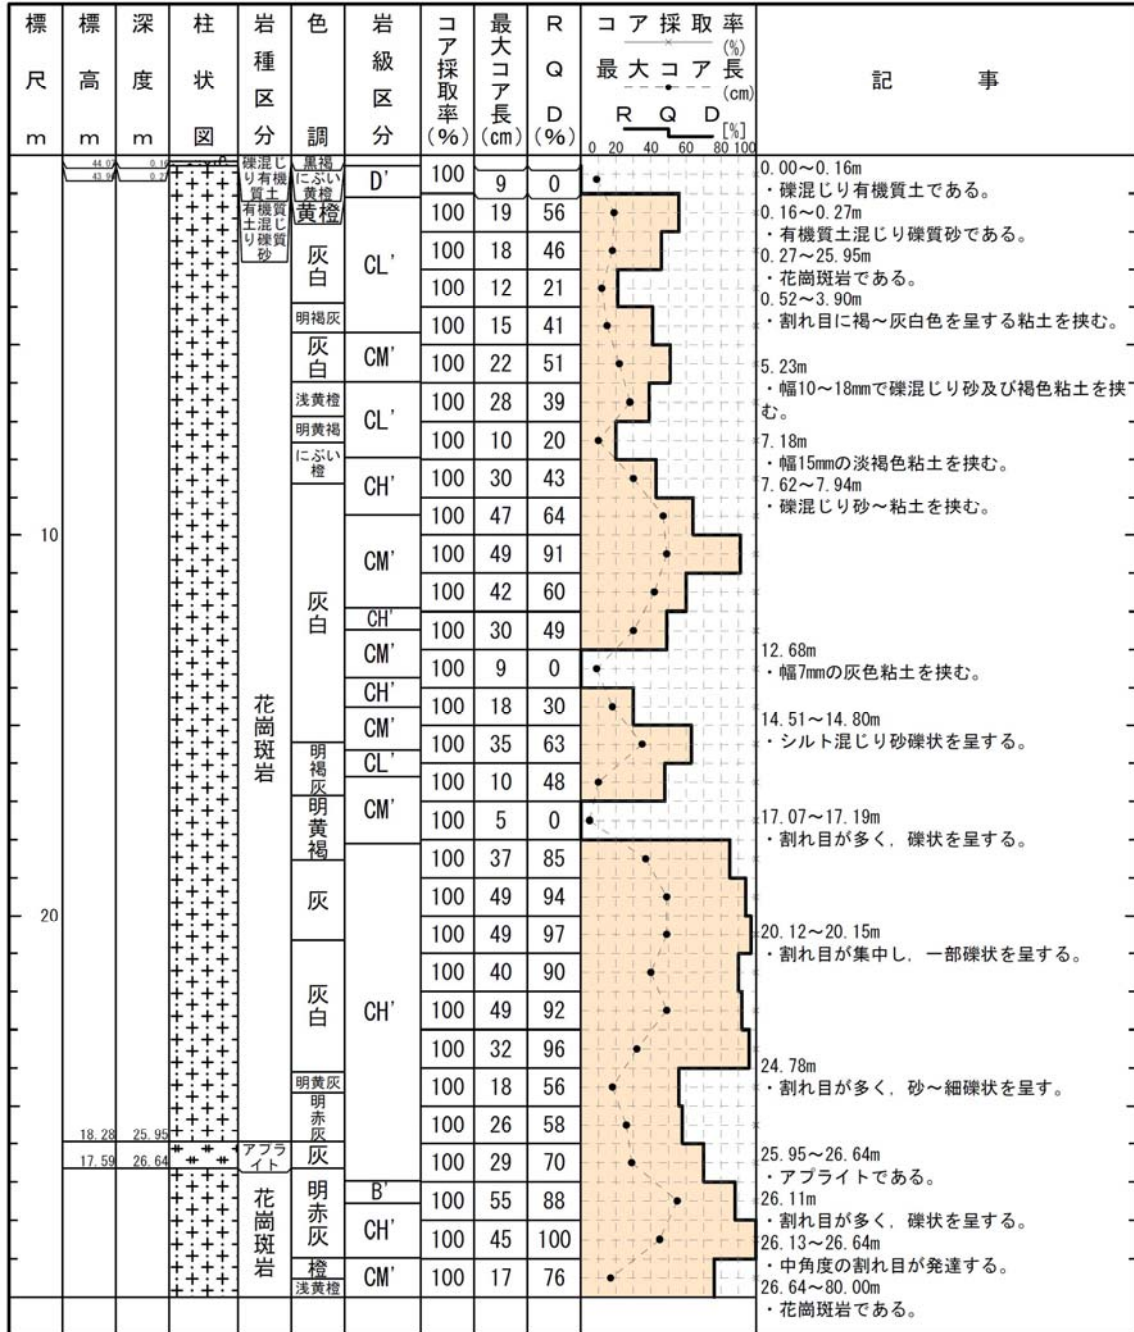 標尺 m
標高 m
深度 m
柱状図
岩種区分
色調
岩級区分
コア採取率(%)
最大コア長(cm)
RQD(%)
コア採取率
(%)
最大コア長
(cm)
RQD
[%]
0 20 40 60 80 100
記事
10
20
0.16
0.27
18.28 25.95
17.59 26.64
礫混じり有機質土
有機質土混じり礫質砂
花崗斑岩
アプライト
花崗斑岩
黒褐
にぶい黄橙
黄橙
灰白
明褐灰
灰白
浅黄橙
明黄褐
にぶい橙
灰白
明褐灰
明黄褐
灰
灰白
明黄灰
明赤灰
灰
明赤灰
橙
浅黄橙
D'
CL'
CM'
CL'
CH'
CM'
CH'
CM'
CH'
CM'
CL'
CM'
CH'
B'
CH'
CM'
100 9 0
100 19 56
100 18 46
100 12 21
100 15 41
100 22 51
100 28 39
100 10 20
100 30 43
100 47 64
100 49 91
100 42 60
100 30 49
100 9 0
100 18 30
100 35 63
100 10 48
100 5 0
100 37 85
100 49 94
100 49 97
100 40 90
100 49 92
100 32 96
100 18 56
100 26 58
100 29 70
100 55 88
100 45 100
100 17 76
0.00～0.16m
・礫混じり有機質土である。
0.16～0.27m
・有機質土混じり礫質砂である。
0.27～25.95m
・花崗斑岩である。
0.52～3.90m
・割れ目に褐～灰白色を呈する粘土を挟む。
5.23m
・幅10～18mmで礫混じり砂及び褐色粘土を挟
む。
7.18m
・幅15mmの淡褐色粘土を挟む。
7.62～7.94m
・礫混じり砂～粘土を挟む。
12.68m
・幅7mmの灰色粘土を挟む。
14.51～14.80m
・シルト混じり砂礫状を呈する。
17.07～17.19m
・割れ目が多く，礫状を呈する。
20.12～20.15m
・割れ目が集中し，一部礫状を呈する。
24.78m
・割れ目が多く，砂～細礫状を呈す。
25.95～26.64m
・アプライトである。
26.11m
・割れ目が多く，礫状を呈する。
26.13～26.64m
・中角度の割れ目が発達する。
26.64～80.00m
・花崗斑岩である。